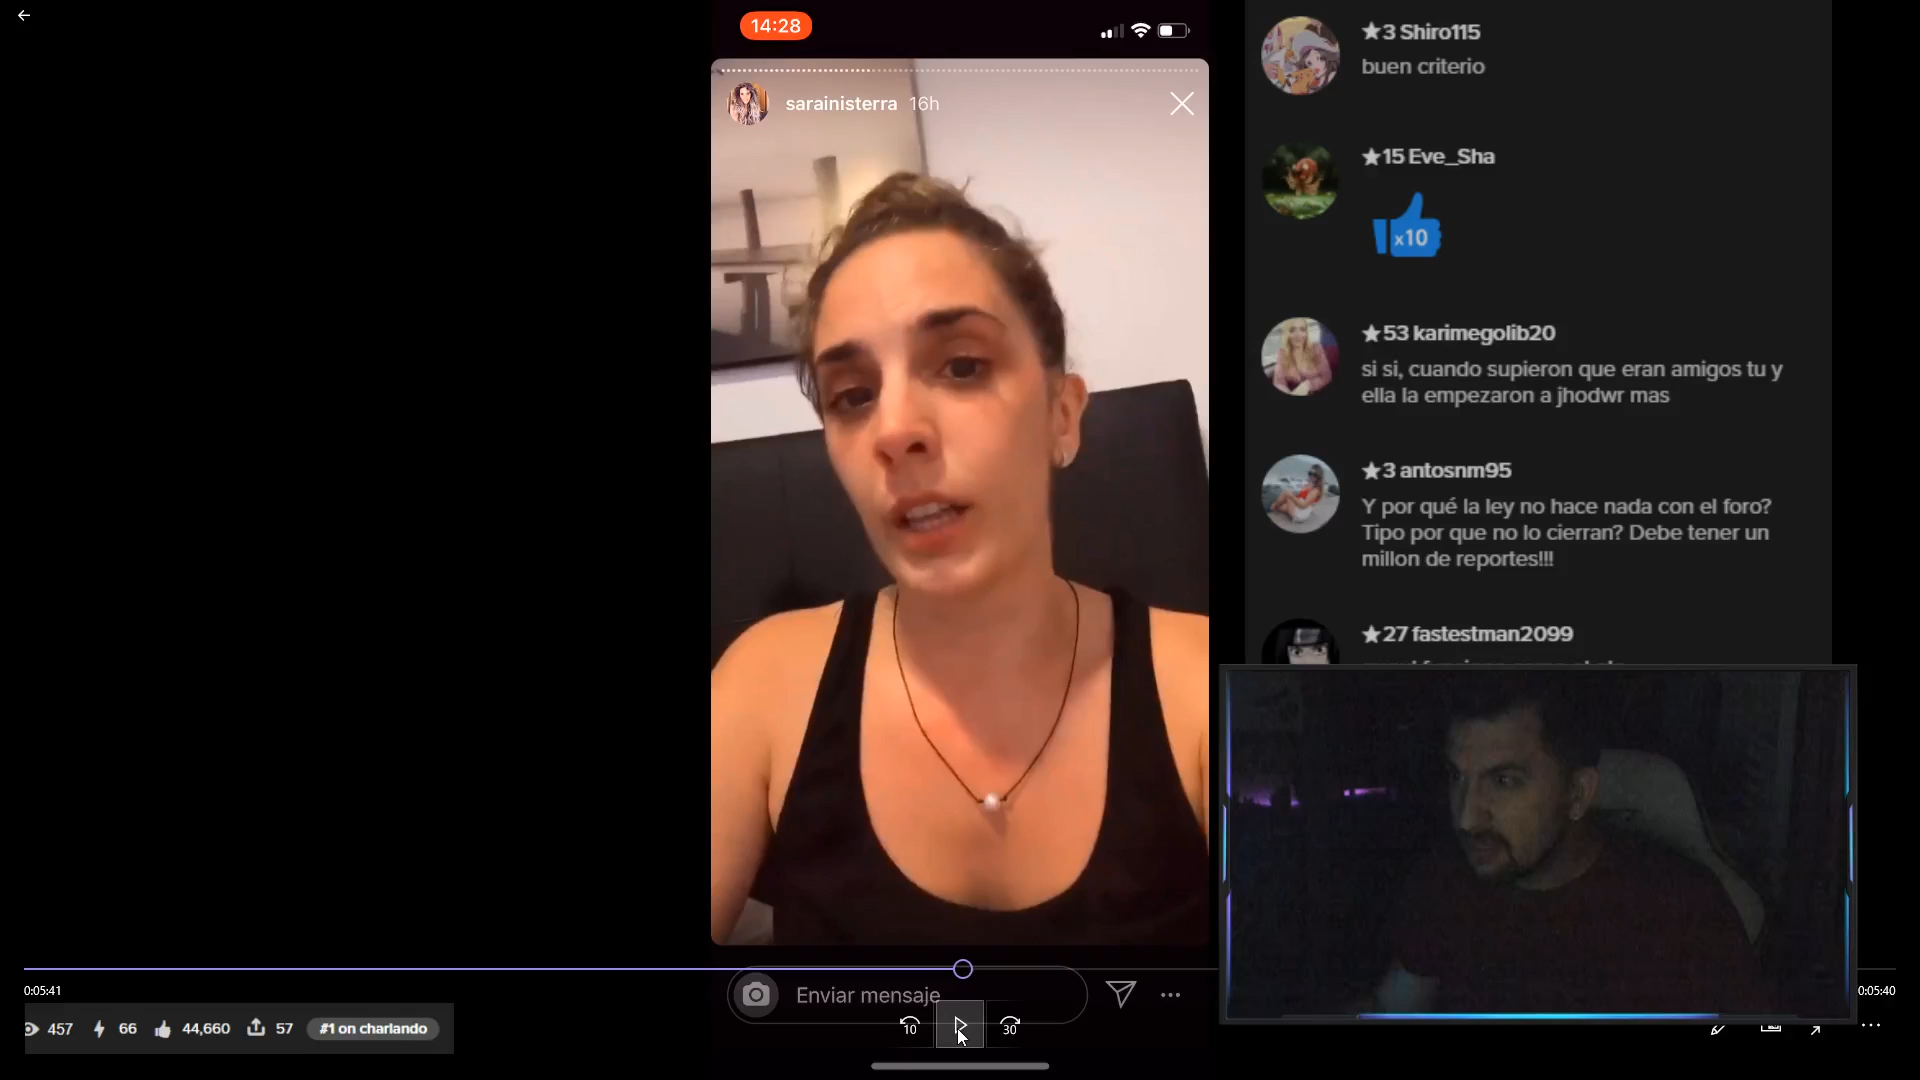 14:28
sarainisterra 16h
★3 Shiro115
buen criterio
★15 Eve_Sha
x10
★53 karimegolib20
si si, cuando supieron que eran amigos tu y
ella la empezaron a jhodwr mas
★3 antosnm95
Y por qué la ley no hace nada con el foro?
Tipo por que no lo cierran? Debe tener un
millon de reportes!!!
★27 fastestman2099
0:05:41
0:05:40
Enviar mensaje
457 66 44,660 57 #1 on charlando
10 30